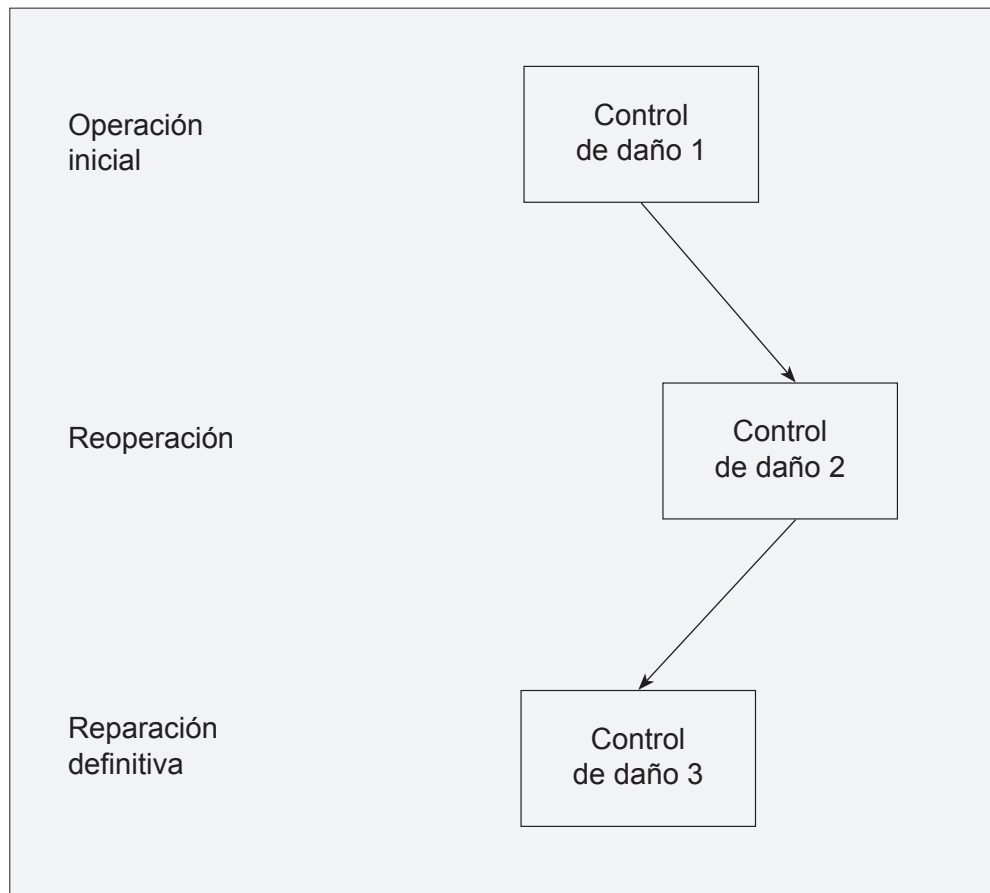 Operación
inicial
Control
de daño 1
Reoperación
Control
de daño 2
Reparación
definitiva
Control
de daño 3